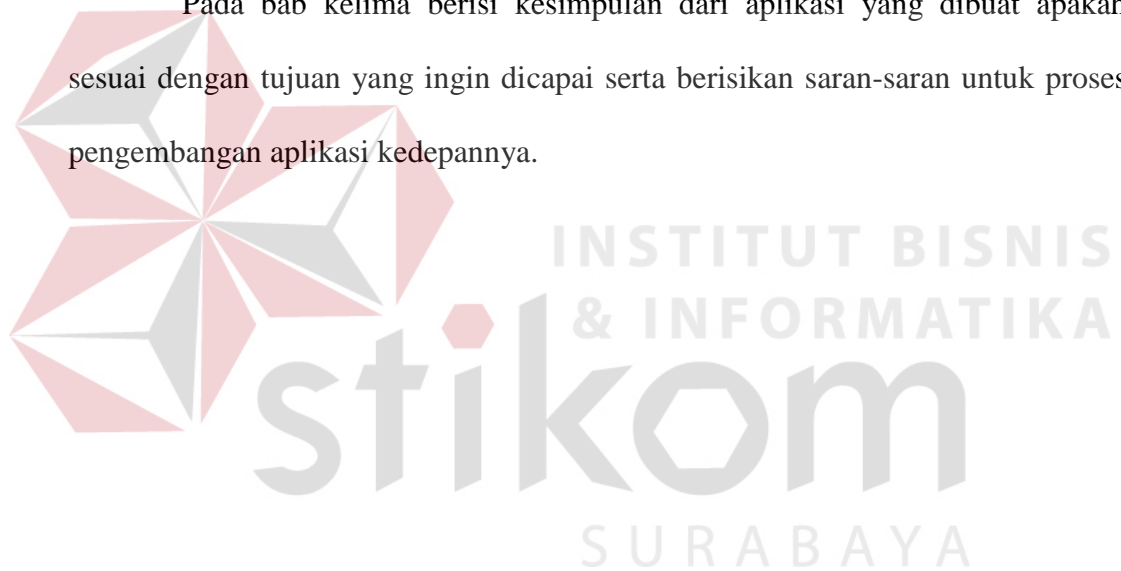 Pada bab kelima berisi kesimpulan dari aplikasi yang dibuat apakah
sesuai dengan tujuan yang ingin dicapai serta berisikan saran-saran untuk proses
pengembangan aplikasi kedepannya.
INSTITUT BISNIS
& INFORMATIKA
stikom
SURABAYA